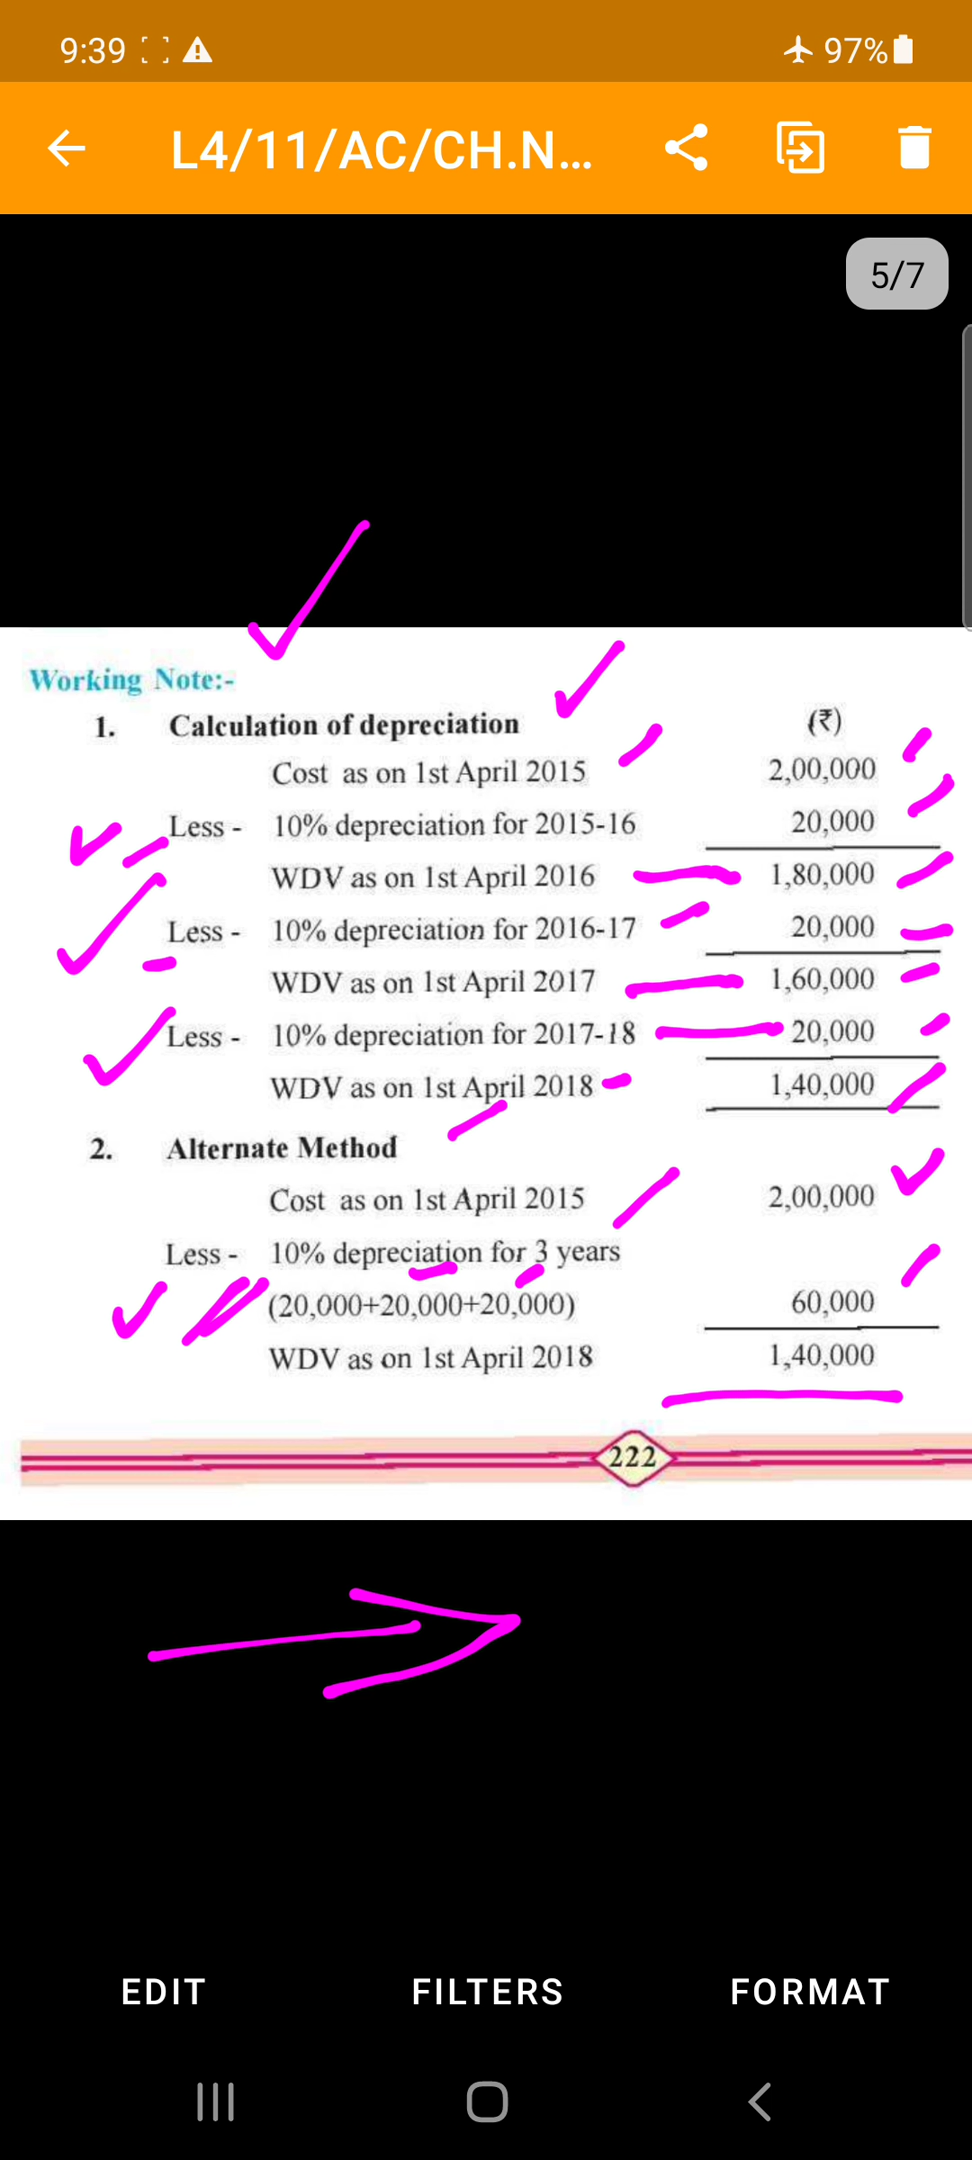 9:39 97%
L4/11/AC/CH.N...
5/7
Working Note:-
1. Calculation of depreciation (₹)
Cost as on 1st April 2015 2,00,000
Less - 10% depreciation for 2015-16 20,000
WDV as on 1st April 2016 1,80,000
Less - 10% depreciation for 2016-17 20,000
WDV as on 1st April 2017 1,60,000
Less - 10% depreciation for 2017-18 20,000
WDV as on 1st April 2018 1,40,000
2. Alternate Method
Cost as on 1st April 2015 2,00,000
Less - 10% depreciation for 3 years
(20,000+20,000+20,000) 60,000
WDV as on 1st April 2018 1,40,000
222
EDIT FILTERS FORMAT